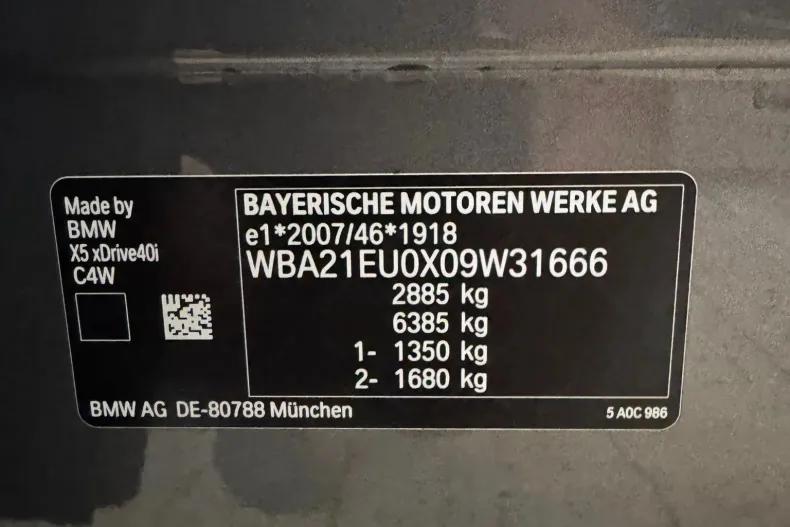 Made by
BMW
X5 xDrive40i
C4W
BAYERISCHE MOTOREN WERKE AG
e1*2007/46*1918
WBA21EU0X09W31666
2885 kg
6385 kg
1- 1350 kg
2- 1680 kg
BMW AG DE-80788 München
5 A0C 986